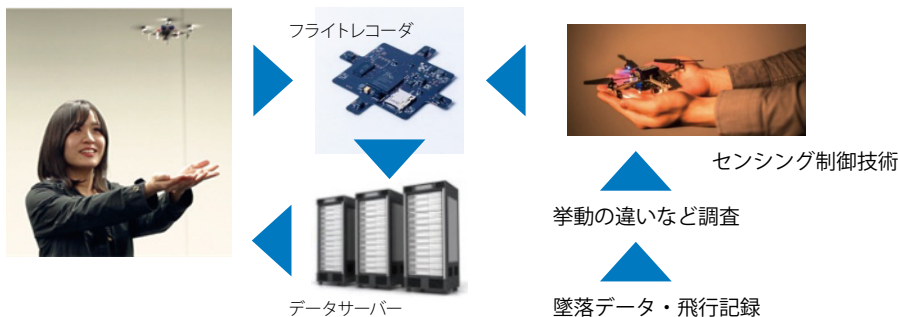 フライトレコーダ
センシング制御技術
挙動の違いなど調査
データサーバー
墜落データ・飛行記録